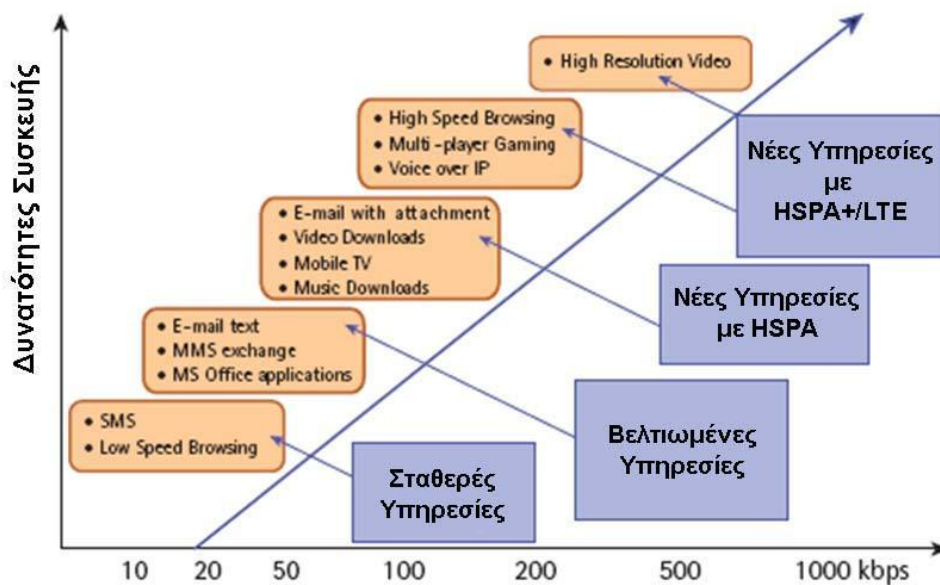 Δυνατότητες Συσκευής
• High Resolution Video
• High Speed Browsing
• Multi -player Gaming
• Voice over IP
Νέες Υπηρεσίες
με
HSPA+/LTE
• E-mail with attachment
• Video Downloads
• Mobile TV
• Music Downloads
Νέες Υπηρεσίες
με HSPA
• E-mail text
• MMS exchange
• MS Office applications
Βελτιωμένες
Υπηρεσίες
• SMS
• Low Speed Browsing
Σταθερές
Υπηρεσίες
10 20 50 100 200 500 1000 kbps